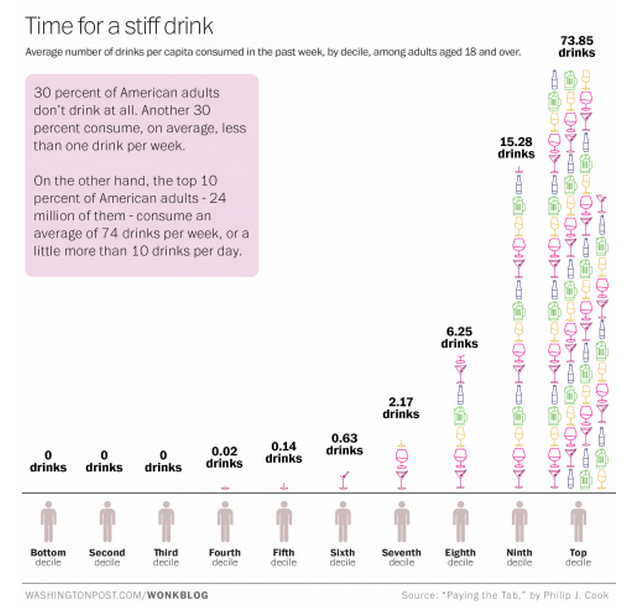 Time for a stiff drink
Average number of drinks per capita consumed in the past week, by decile, among adults aged 18 and over.
73.85
drinks
30 percent of American adults
don't drink at all. Another 30
percent consume, on average, less
than one drink per week.
On the other hand, the top 10
percent of American adults - 24
million of them - consume an
average of 74 drinks per week, or a
little more than 10 drinks per day.
15.28
drinks
6.25
drinks
2.17
drinks
0.63
drinks
0.14
drinks
0.02
drinks
0
drinks
0
drinks
0
drinks
Bottom
decile
Second
decile
Third
decile
Fourth
decile
Fifth
decile
Sixth
decile
Seventh
decile
Eighth
decile
Ninth
decile
Top
decile
WASHINGTONPOST.COM/WONKBLOG
Source: "Paying the Tab," by Philip J. Cook